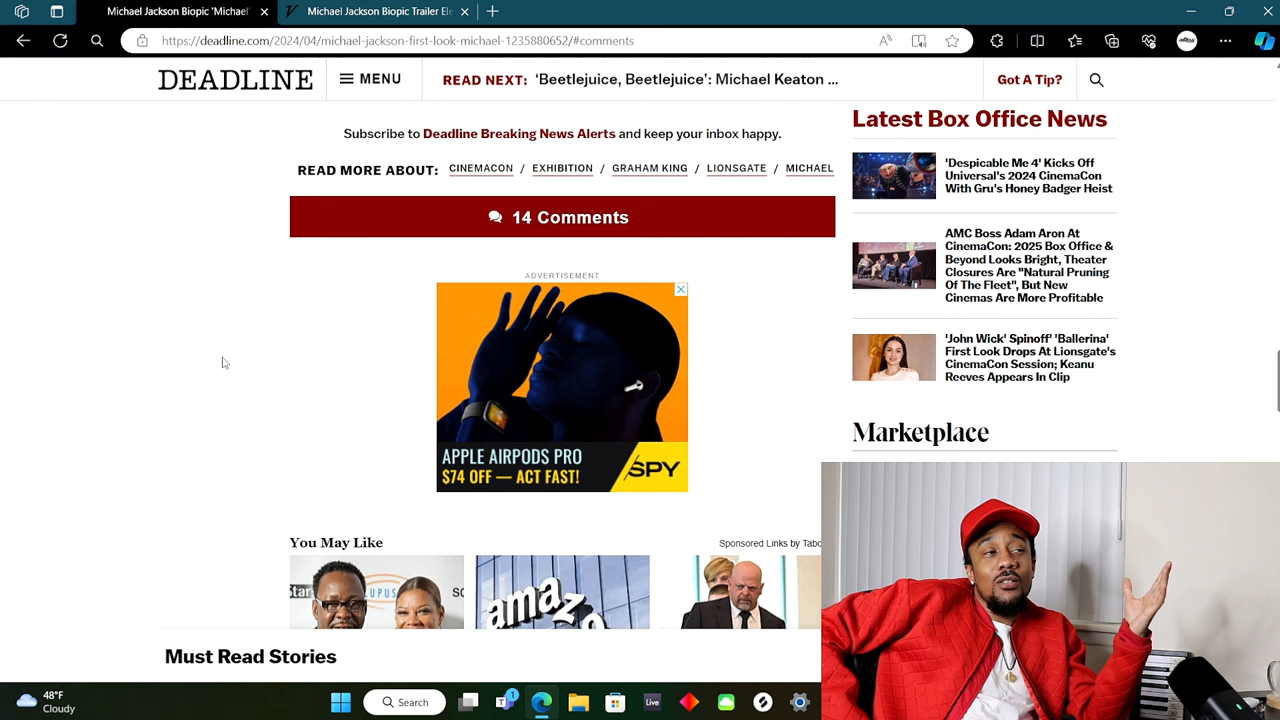 Michael Jackson Biopic 'Michael'
Michael Jackson Biopic Trailer Ele
https://deadline.com/2024/04/michael-jackson-first-look-michael-1235880652/#comments
DEADLINE
MENU
READ NEXT: 'Beetlejuice, Beetlejuice': Michael Keaton ...
Got A Tip?
Subscribe to Deadline Breaking News Alerts and keep your inbox happy.
READ MORE ABOUT: CINEMACON / EXHIBITION / GRAHAM KING / LIONSGATE / MICHAEL
14 Comments
ADVERTISEMENT
APPLE AIRPODS PRO
$74 OFF — ACT FAST!
SPY
You May Like
Sponsored Links by Tabo
LUPUS
amazo
Must Read Stories
Latest Box Office News
'Despicable Me 4' Kicks Off
Universal's 2024 CinemaCon
With Gru's Honey Badger Heist
AMC Boss Adam Aron At
CinemaCon: 2025 Box Office &
Beyond Looks Bright, Theater
Closures Are "Natural Pruning
Of The Fleet", But New
Cinemas Are More Profitable
'John Wick' Spinoff 'Ballerina'
First Look Drops At Lionsgate's
CinemaCon Session; Keanu
Reeves Appears In Clip
Marketplace
48°F
Cloudy
Search
1
Live